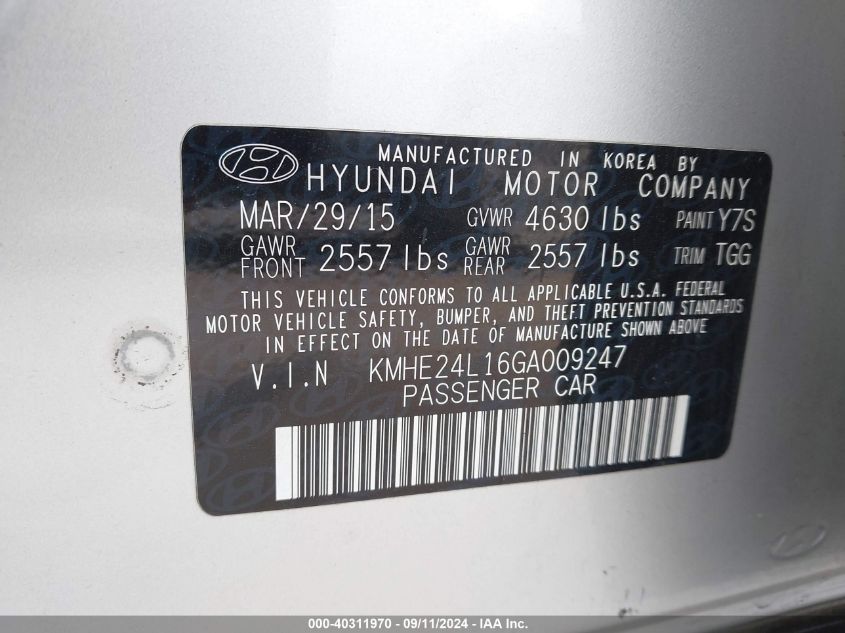 MANUFACTURED IN KOREA BY
HYUNDAI MOTOR COMPANY
MAR/29/15 GVWR 4630 lbs PAINT Y7S
GAWR FRONT 2557 lbs GAWR REAR 2557 lbs TRIM TGG
THIS VEHICLE CONFORMS TO ALL APPLICABLE U.S.A. FEDERAL
MOTOR VEHICLE SAFETY, BUMPER, AND THEFT PREVENTION STANDARDS
IN EFFECT ON THE DATE OF MANUFACTURE SHOWN ABOVE
V.I.N KMHE24L16GA009247
PASSENGER CAR
000-40311970 - 09/11/2024 - IAA Inc.